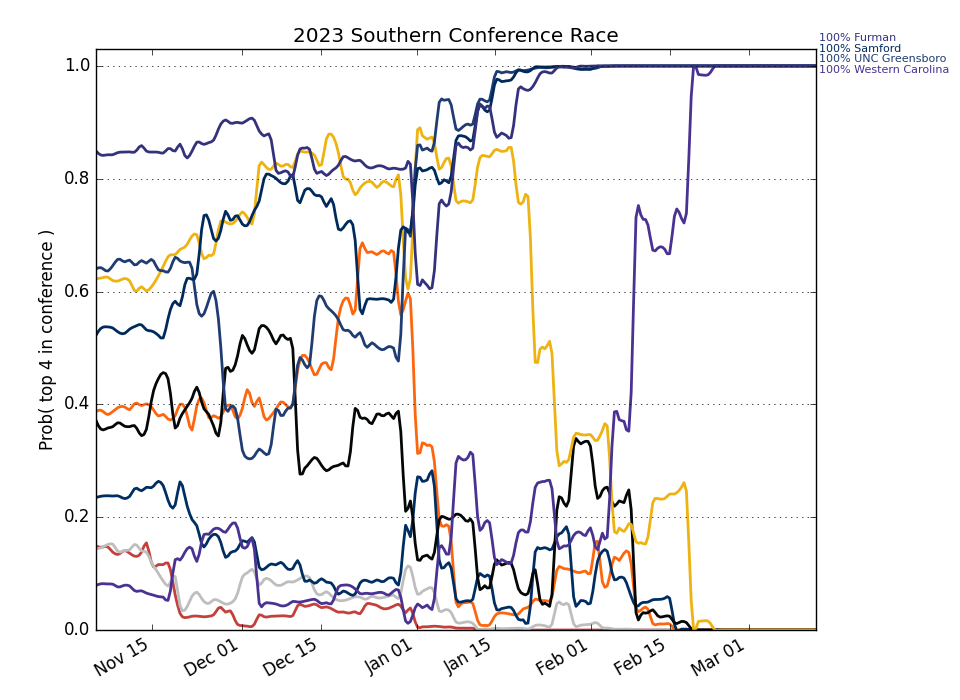 2023 Southern Conference Race
100% Furman
100% Samford
100% UNC Greensboro
100% Western Carolina
Prob( top 4 in conference )
1.0
0.8
0.6
0.4
0.2
0.0
Nov 15
Dec 01
Dec 15
Jan 01
Jan 15
Feb 01
Feb 15
Mar 01